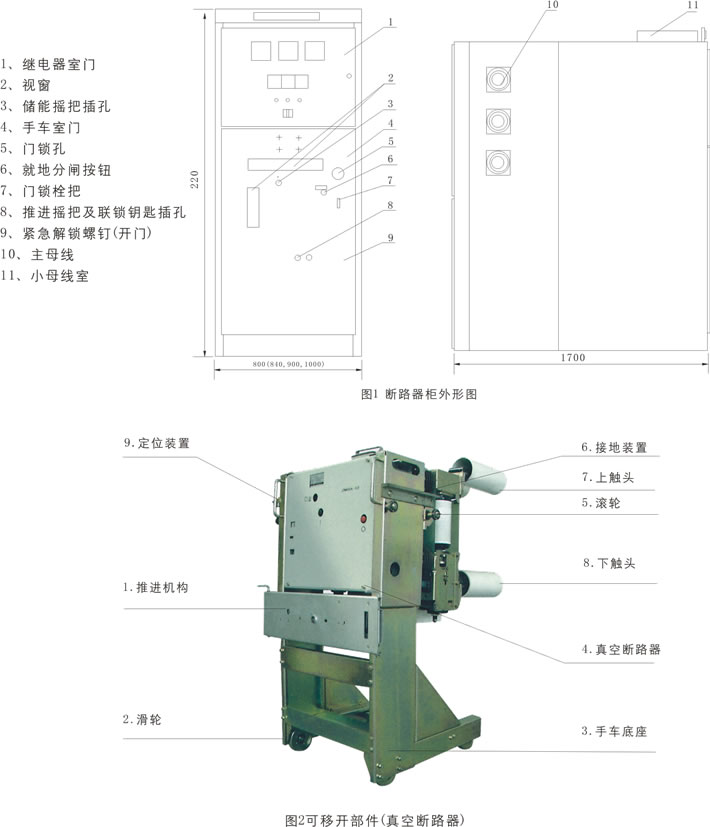 1、继电器室门
2、视窗
3、储能摇把插孔
4、手车室门
5、门锁孔
6、就地分闸按钮
7、门锁栓把
8、推进摇把及联锁钥匙插孔
9、紧急解锁螺钉(开门)
10、主母线
11、小母线室
1
2
3
4
5
6
7
8
9
10
11
220
800(840,900,1000)
1700
图1 断路器柜外形图
9.定位装置
6.接地装置
7.上触头
5.滚轮
8.下触头
1.推进机构
4.真空断路器
2.滑轮
3.手车底座
图2可移开部件(真空断路器)